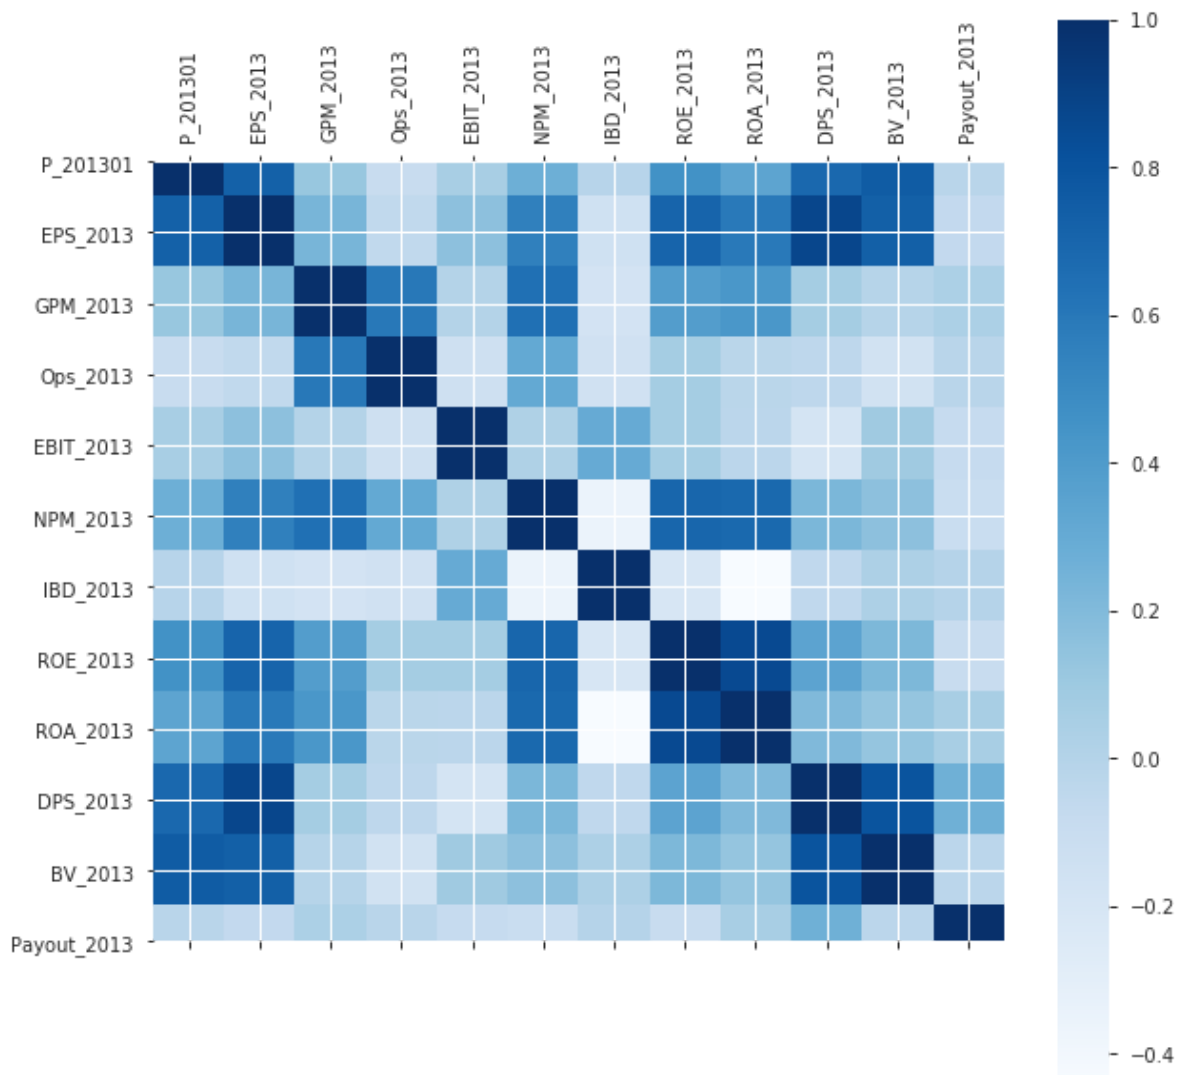 P_201301
EPS_2013
GPM_2013
Ops_2013
EBIT_2013
NPM_2013
IBD_2013
ROE_2013
ROA_2013
DPS_2013
BV_2013
Payout_2013
P_201301
EPS_2013
GPM_2013
Ops_2013
EBIT_2013
NPM_2013
IBD_2013
ROE_2013
ROA_2013
DPS_2013
BV_2013
Payout_2013
1.0
0.8
0.6
0.4
0.2
0.0
−0.2
−0.4